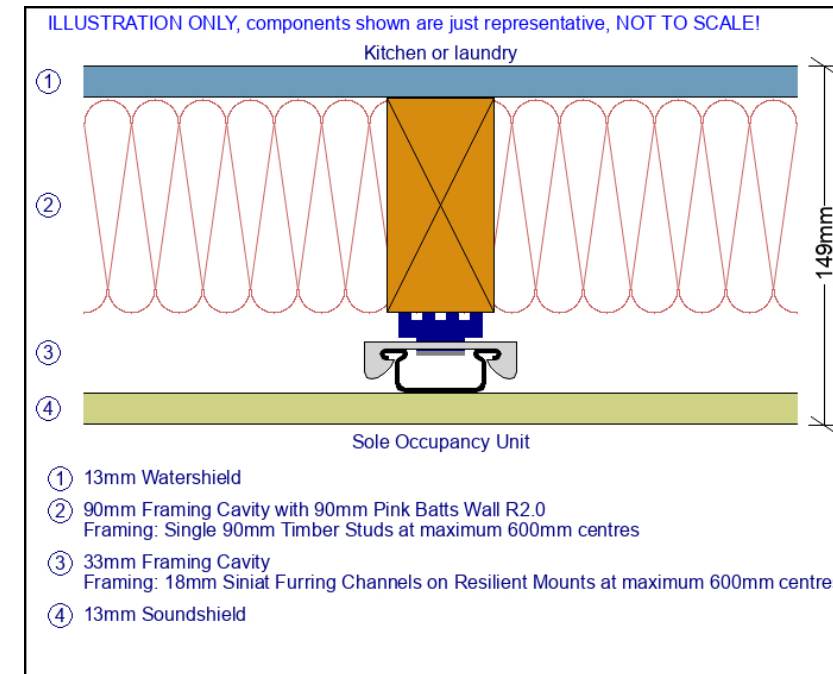 ILLUSTRATION ONLY, components shown are just representative, NOT TO SCALE!
Kitchen or laundry
1
2
149mm
3
4
Sole Occupancy Unit
1 13mm Watershield
2 90mm Framing Cavity with 90mm Pink Batts Wall R2.0
Framing: Single 90mm Timber Studs at maximum 600mm centres
3 33mm Framing Cavity
Framing: 18mm Siniat Furring Channels on Resilient Mounts at maximum 600mm centre
4 13mm Soundshield